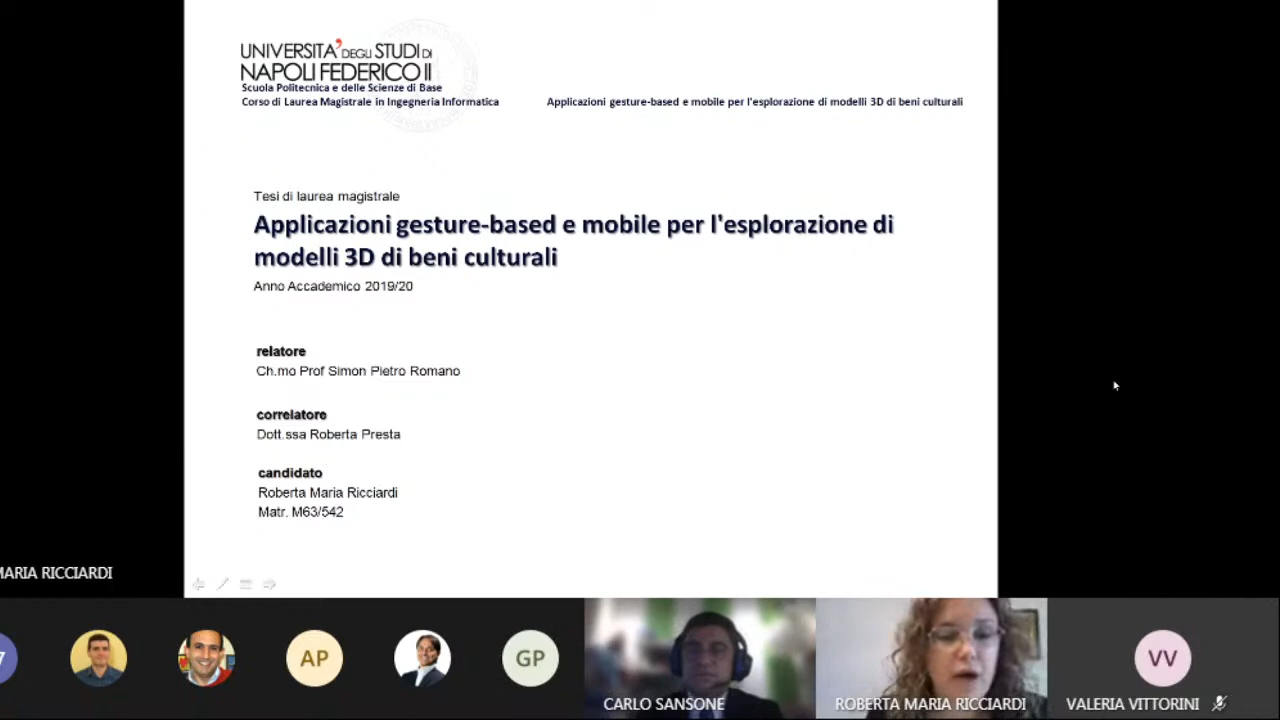 UNIVERSITA' DEGLI STUDI DI
NAPOLI FEDERICO II
Scuola Politecnica e delle Scienze di Base
Corso di Laurea Magistrale in Ingegneria Informatica
Applicazioni gesture-based e mobile per l'esplorazione di modelli 3D di beni culturali
Tesi di laurea magistrale
Applicazioni gesture-based e mobile per l'esplorazione di
modelli 3D di beni culturali
Anno Accademico 2019/20
relatore
Ch.mo Prof Simon Pietro Romano
correlatore
Dott.ssa Roberta Presta
candidato
Roberta Maria Ricciardi
Matr. M63/542
MARIA RICCIARDI
7
AP
GP
VV
CARLO SANSONE
ROBERTA MARIA RICCIARDI
VALERIA VITTORINI